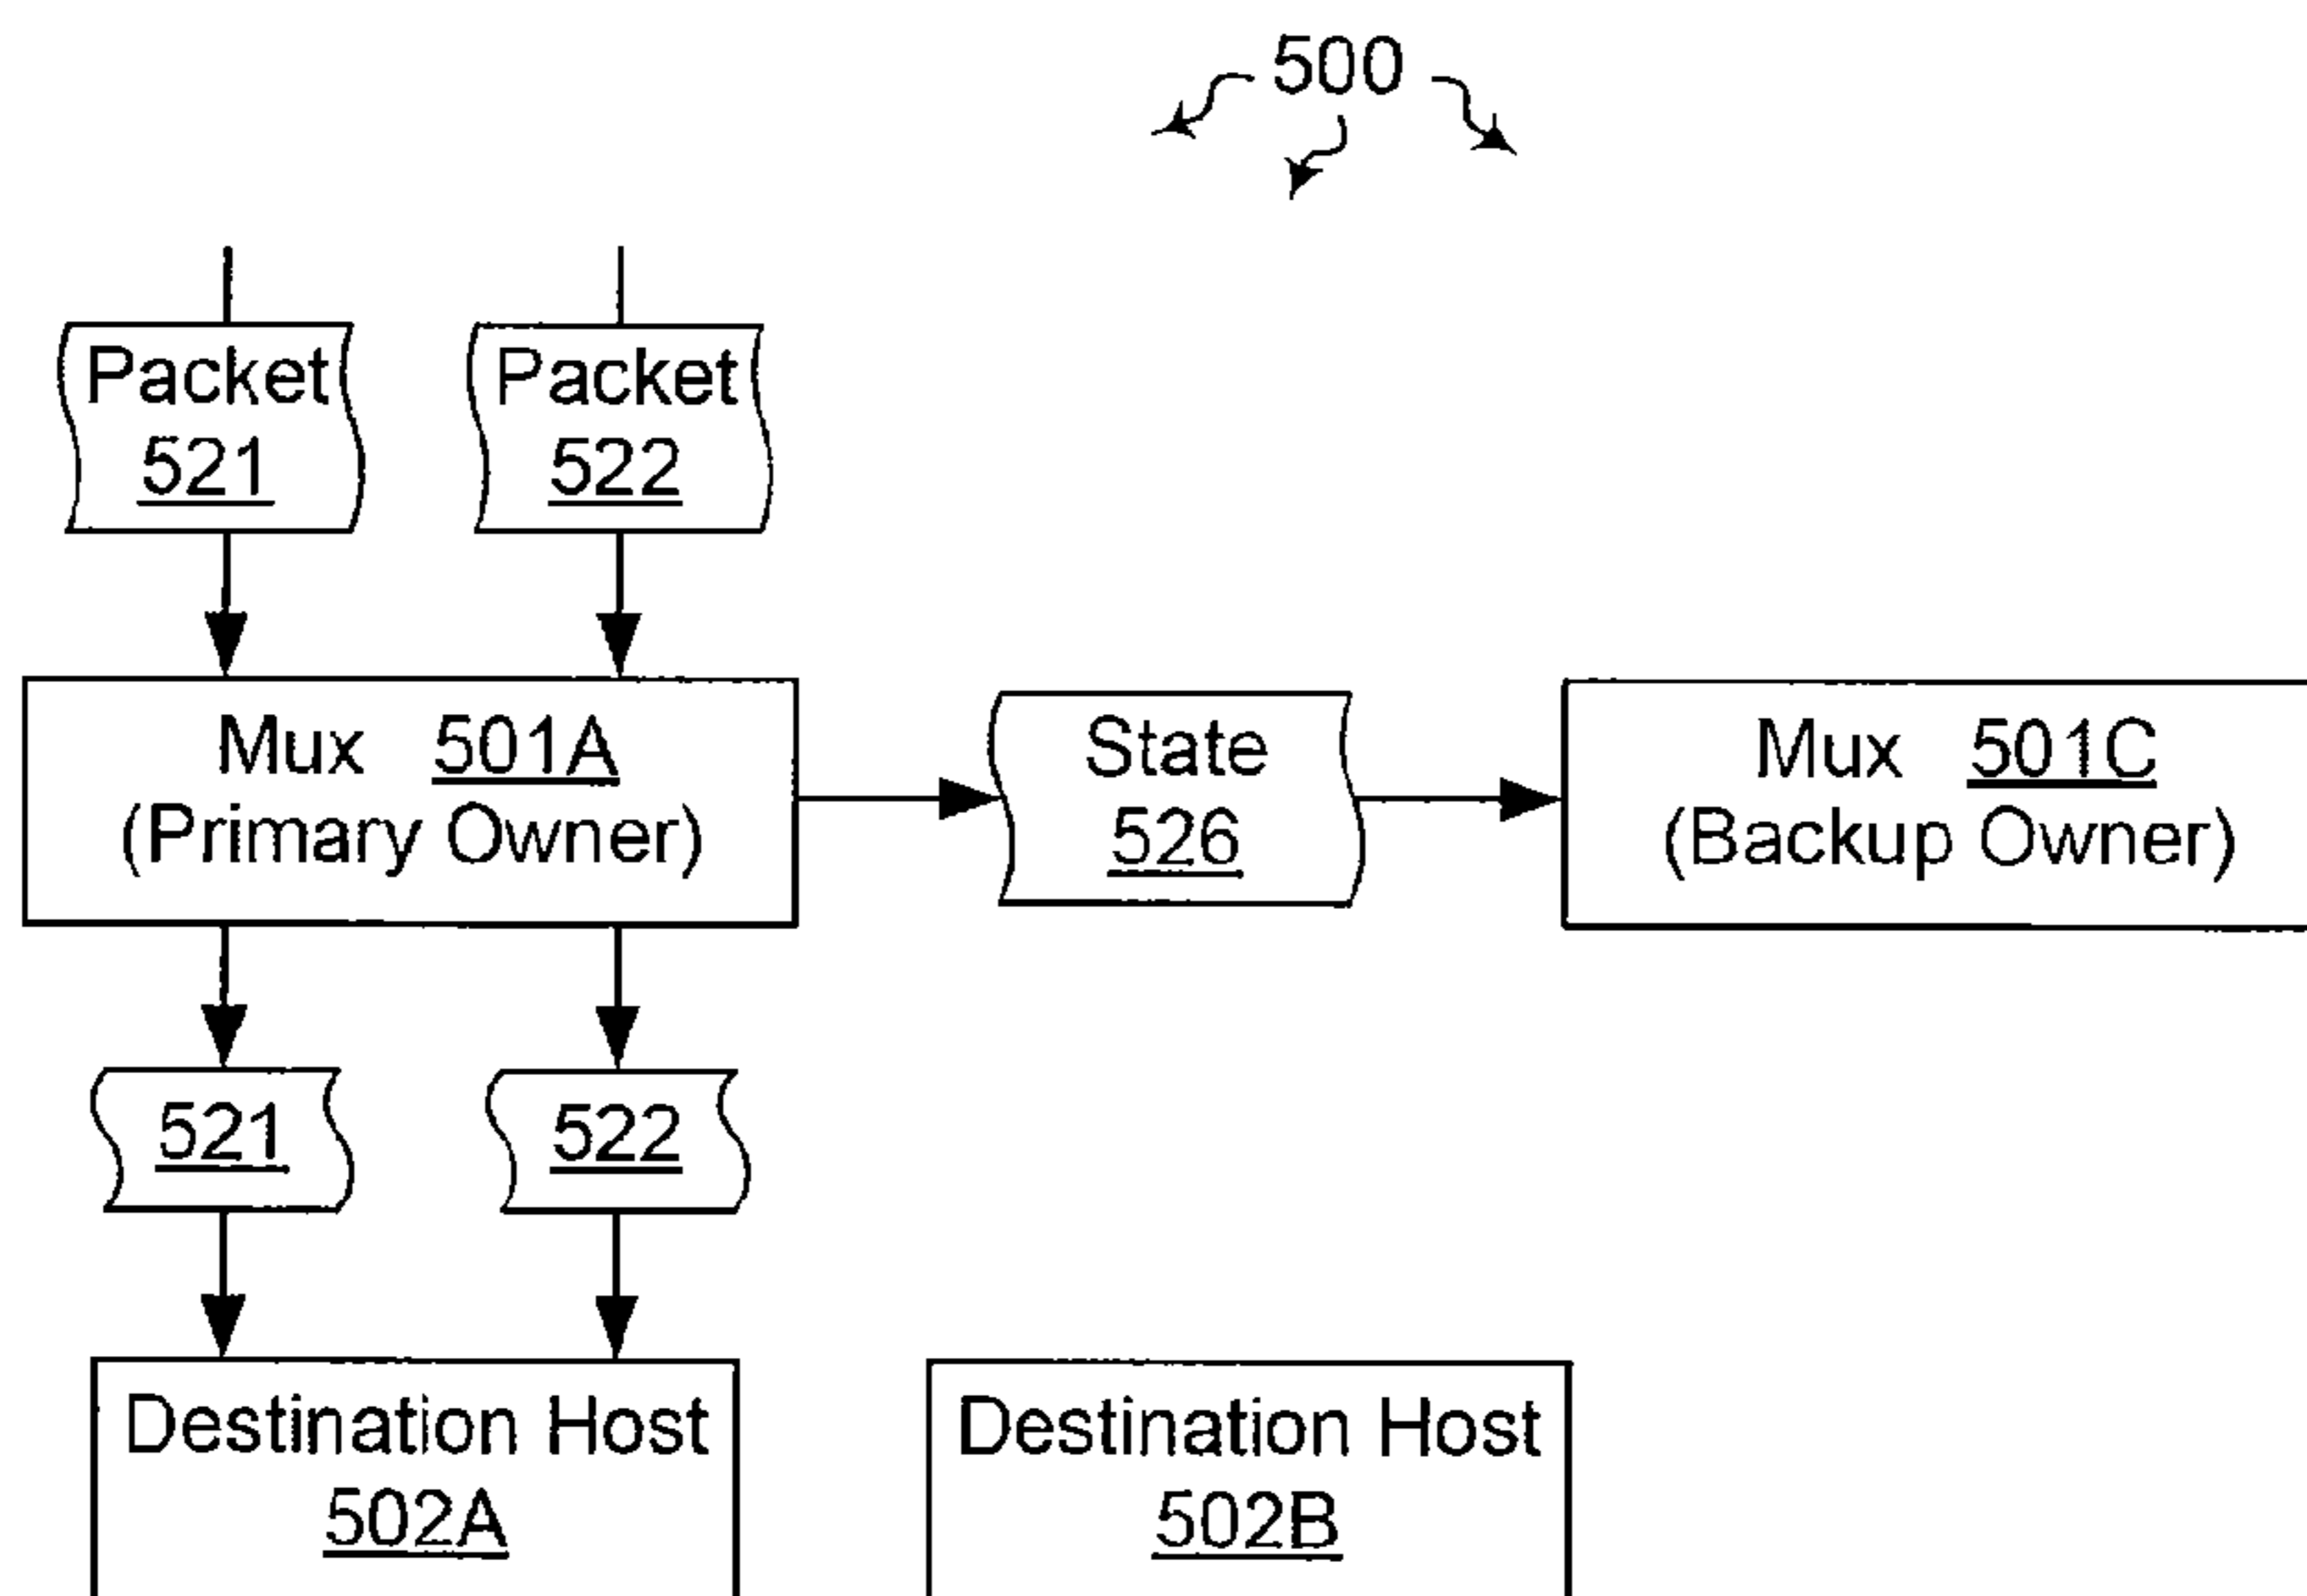 500
Packet
521
Packet
522
Mux 501A
(Primary Owner)
State
526
Mux 501C
(Backup Owner)
521
522
Destination Host
502A
Destination Host
502B